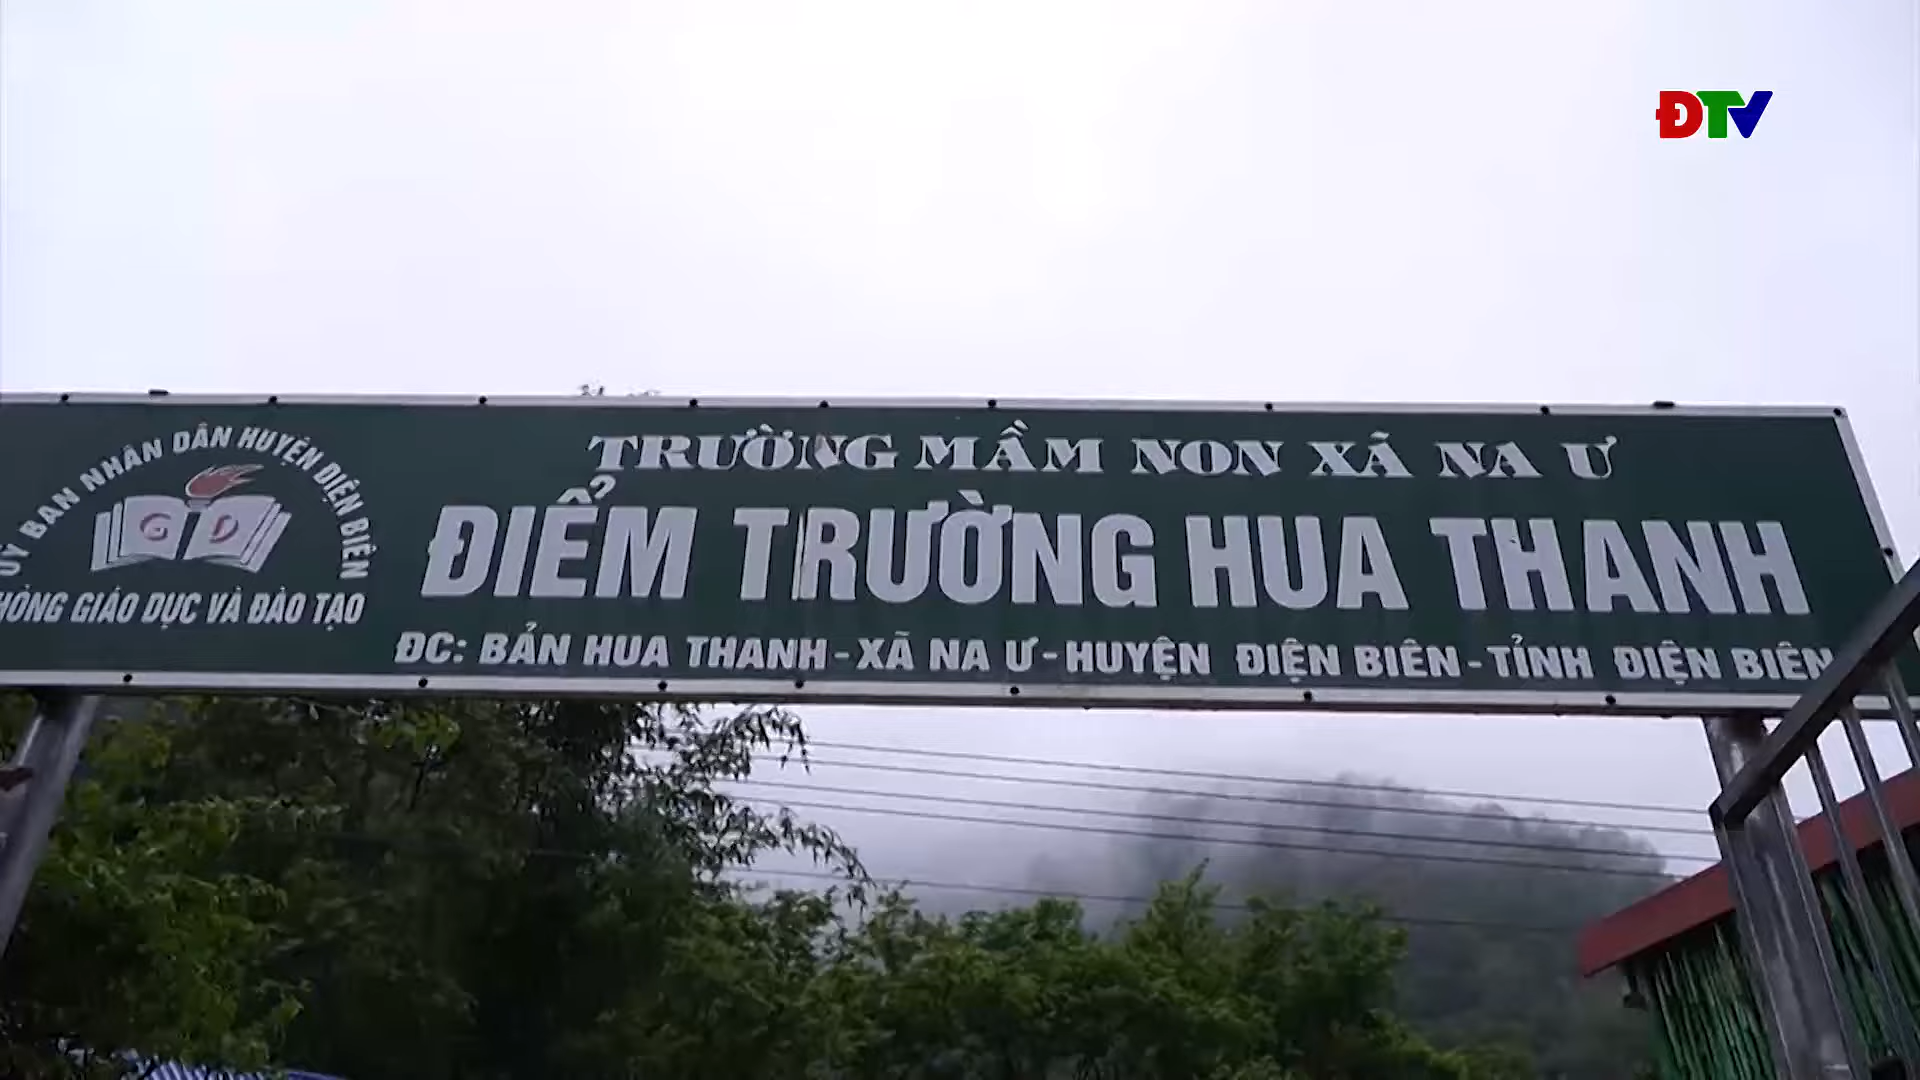 ĐTV
ỦY BAN NHÂN DÂN HUYỆN ĐIỆN BIÊN
GD
PHÒNG GIÁO DỤC VÀ ĐÀO TẠO
TRƯỜNG MẦM NON XÃ NA Ư
ĐIỂM TRƯỜNG HUA THANH
ĐC: BẢN HUA THANH - XÃ NA Ư - HUYỆN ĐIỆN BIÊN - TỈNH ĐIỆN BIÊN